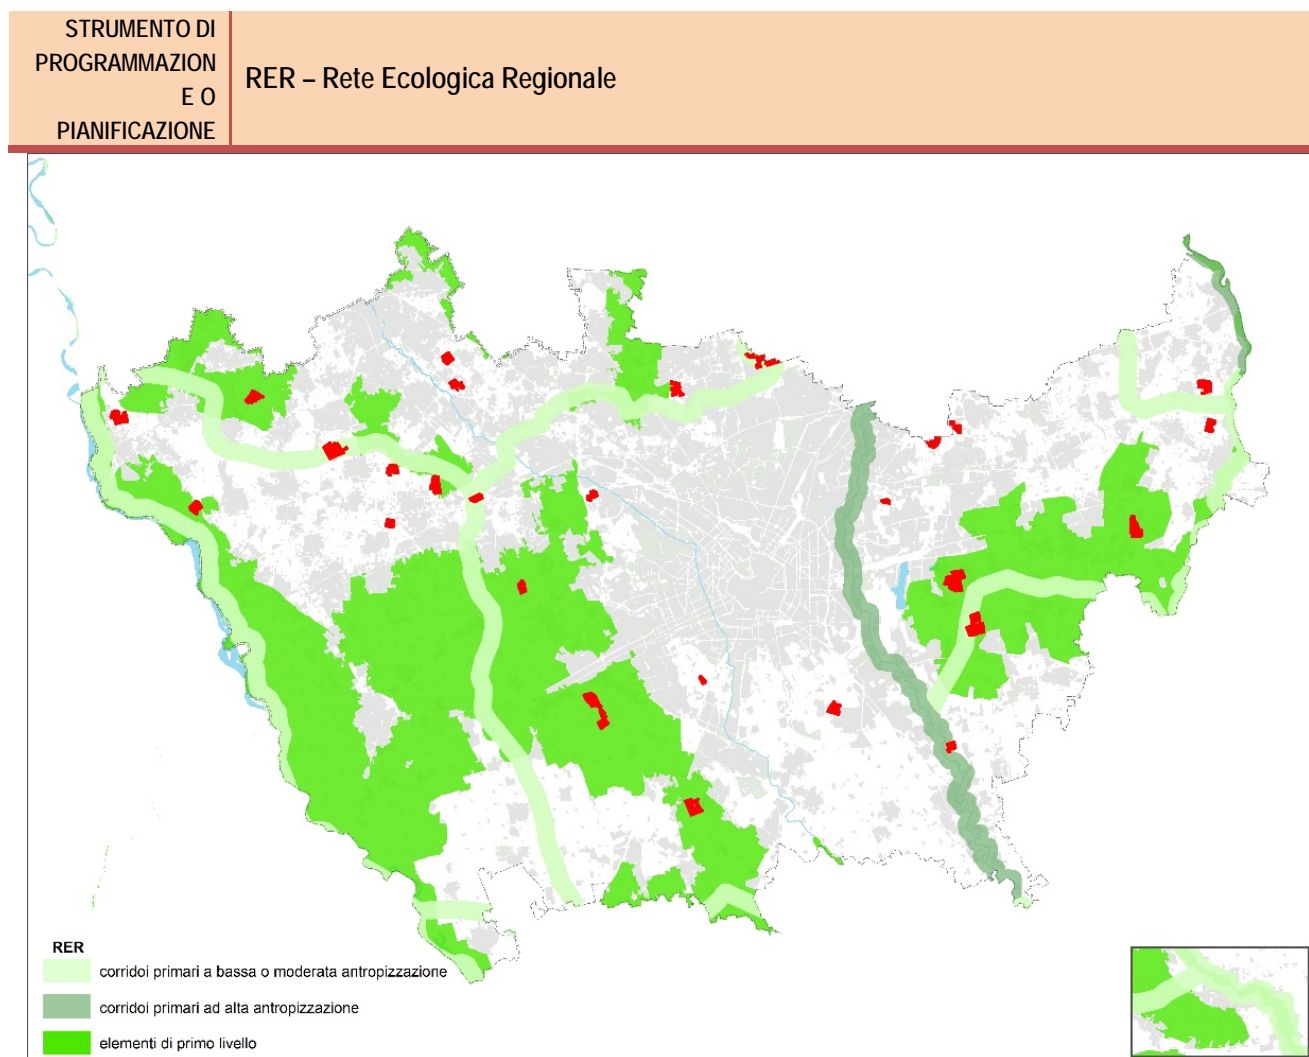 STRUMENTO DI
PROGRAMMAZION
E O
PIANIFICAZIONE
RER – Rete Ecologica Regionale
RER
corridoi primari a bassa o moderata antropizzazione
corridoi primari ad alta antropizzazione
elementi di primo livello